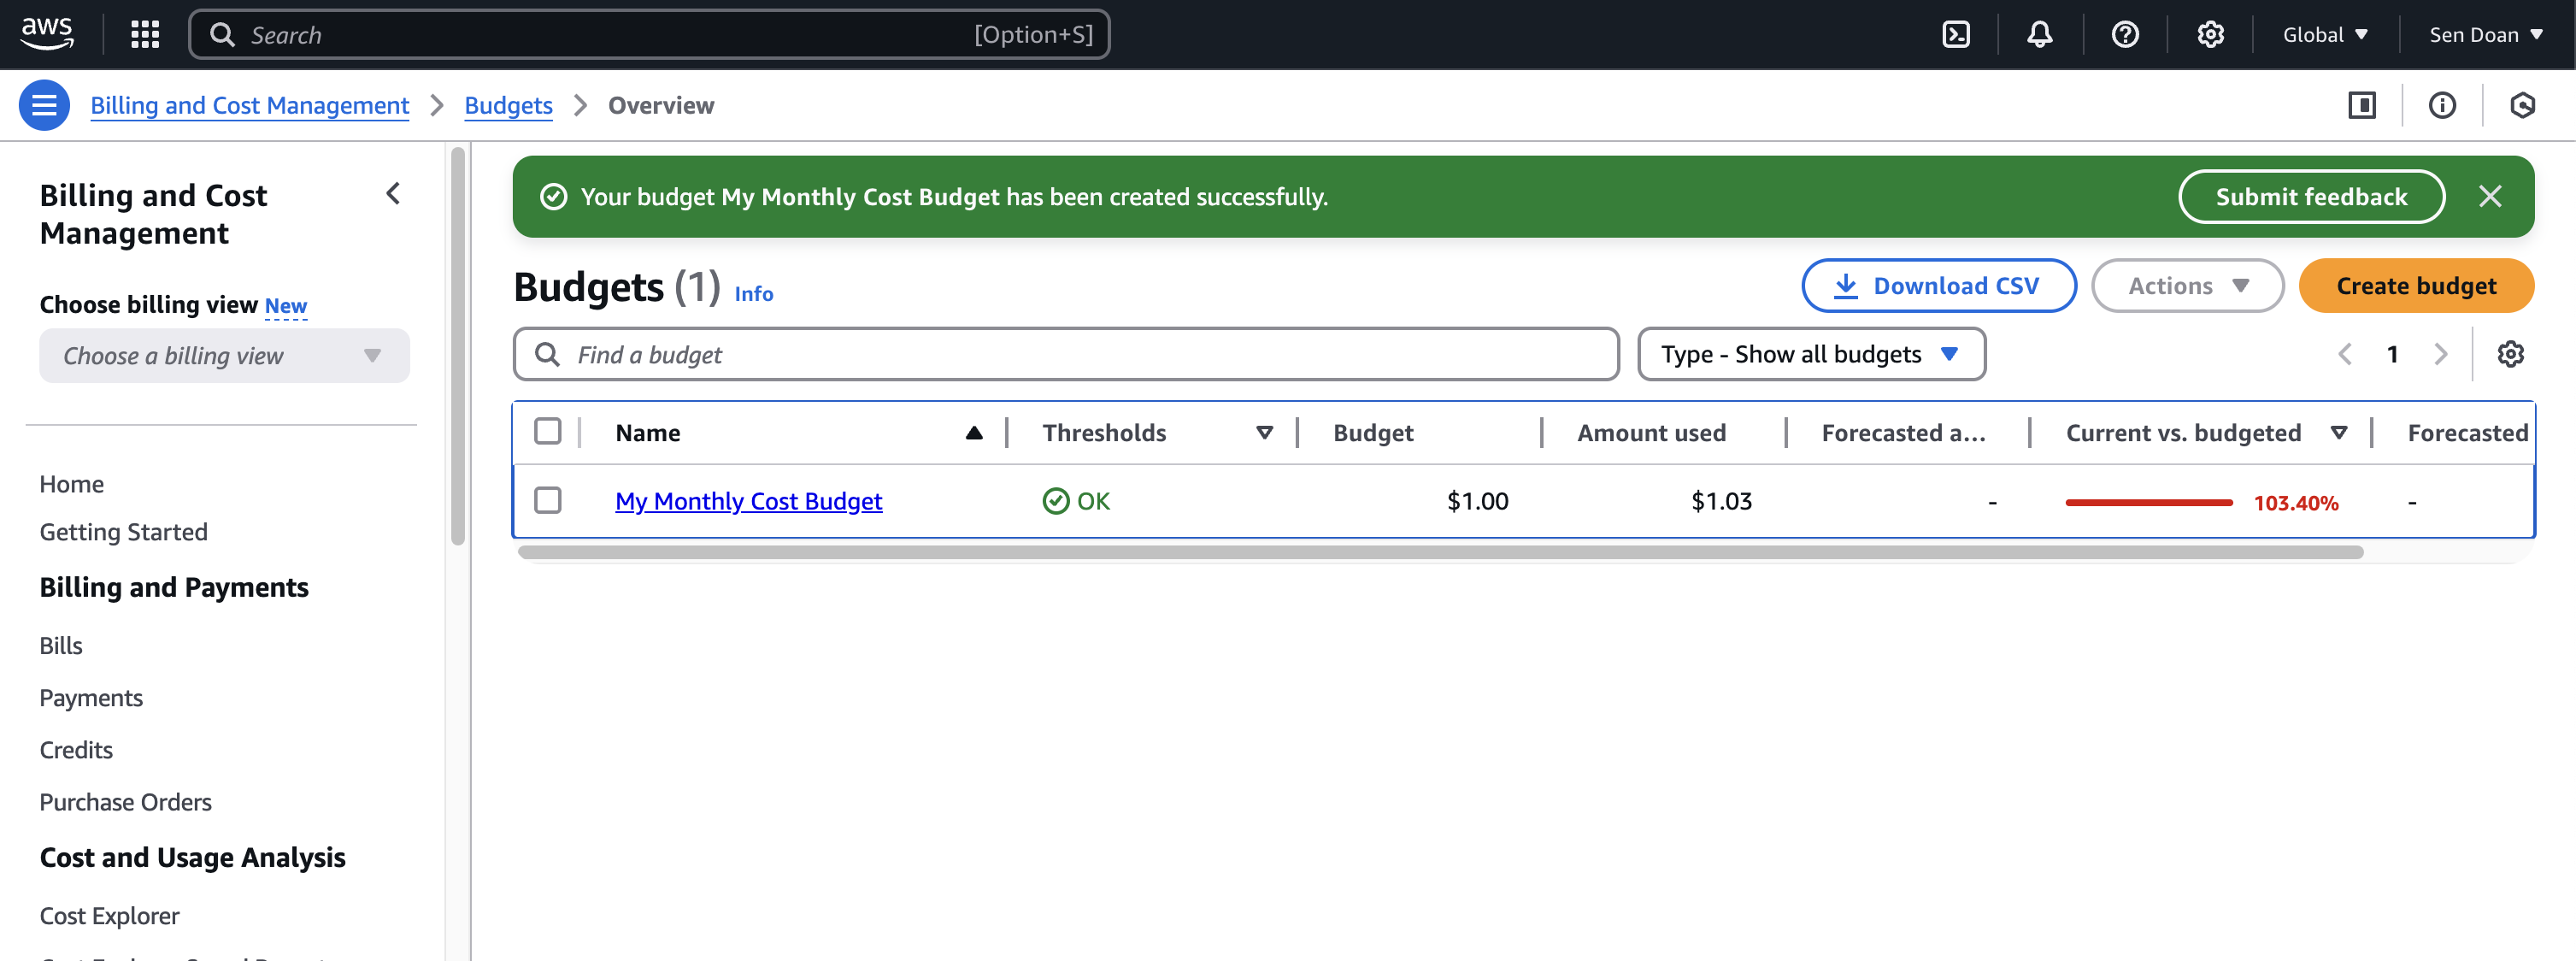 aws
Search
[Option+S]
Global
Sen Doan
Billing and Cost Management
Budgets
Overview
Billing and Cost
Management
Choose billing view New
Choose a billing view
Home
Getting Started
Billing and Payments
Bills
Payments
Credits
Purchase Orders
Cost and Usage Analysis
Cost Explorer
Your budget My Monthly Cost Budget has been created successfully.
Submit feedback
Budgets (1) Info
Download CSV
Actions
Create budget
Find a budget
Type - Show all budgets
1
Name Thresholds Budget Amount used Forecasted a... Current vs. budgeted Forecasted
My Monthly Cost Budget OK $1.00 $1.03 - 103.40% -